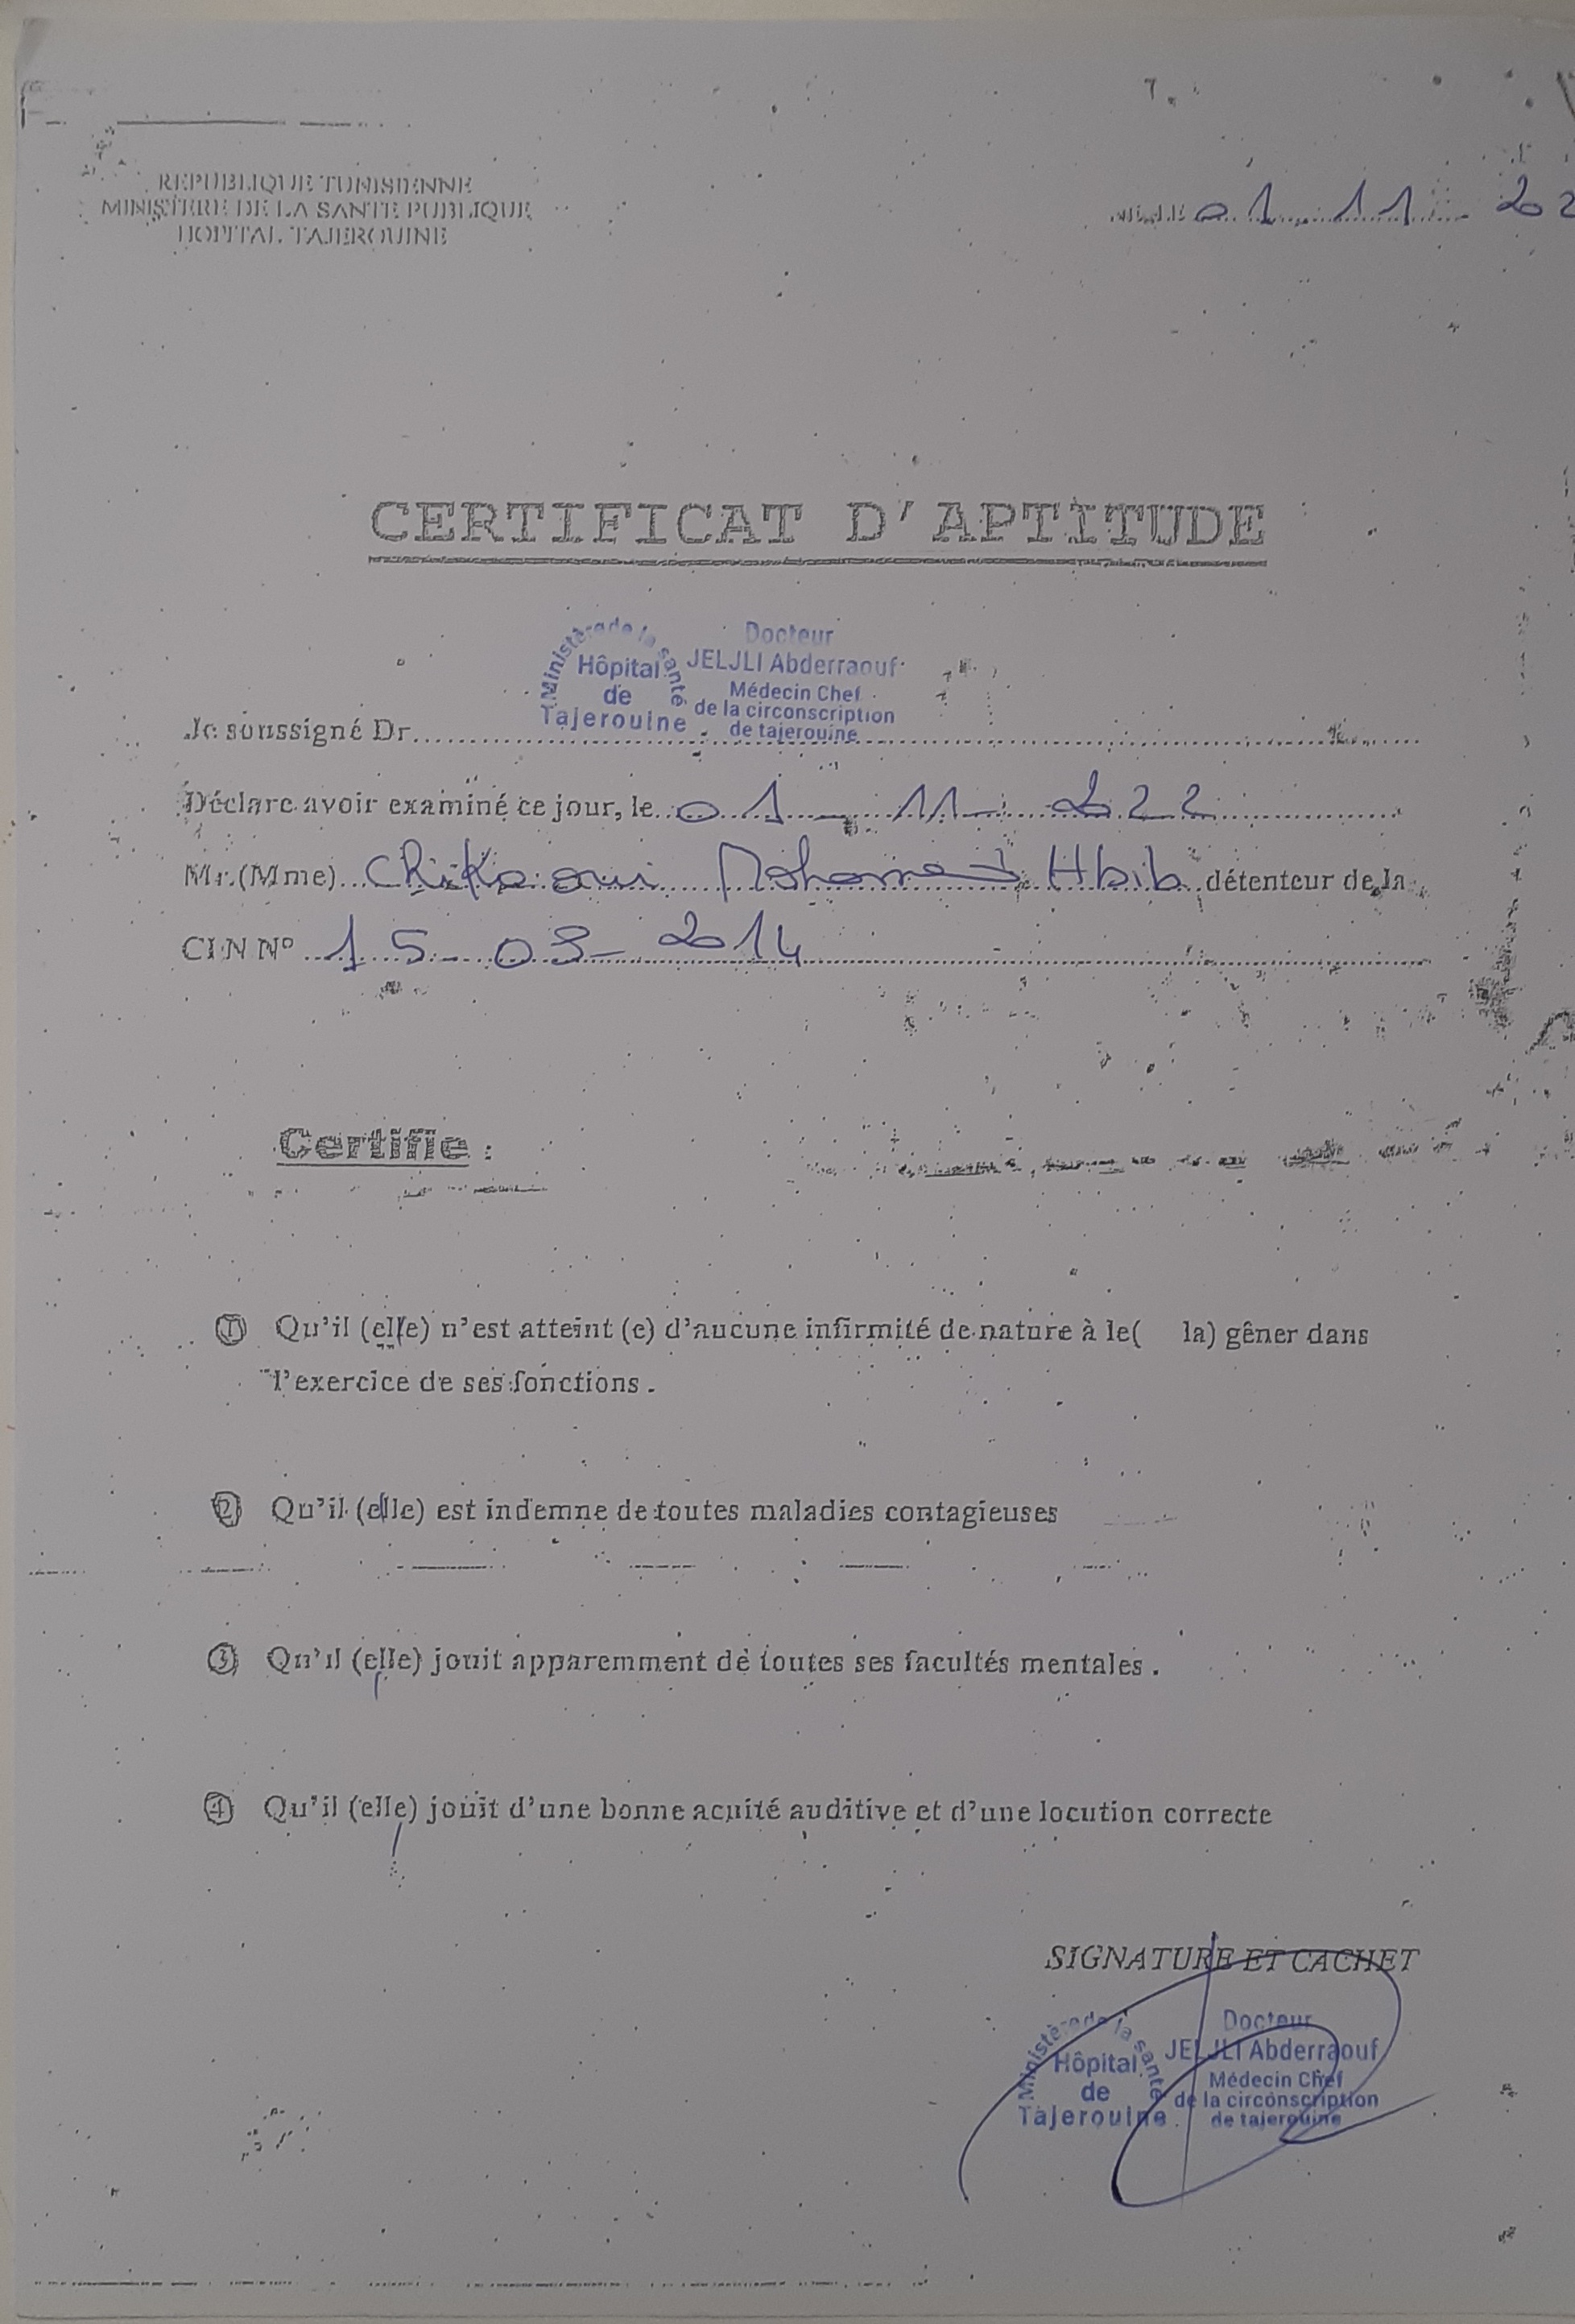 REPUBLIQUE TUNISIENNE
MINISTERE DE LA SANTE PUBLIQUE
HOPITAL TAJEROUINE
LE 01.11 202
CERTIFICAT D'APTITUDE
Ministère de la santé
Hôpital
de
Tajerouine
Docteur
JELJLI Abderraouf
Médecin Chef
de la circonscription
de tajerouine
Je soussigné Dr
Déclare avoir examiné ce jour, le 01 - 11 - 2022
Mr.(Mme) Chikaoui Mohamed Hbib détenteur de la
CIN N° 15 - 03 - 2014
Certifie :
1 Qu'il (elle) n'est atteint (e) d'aucune infirmité de nature à le( la) gêner dans
l'exercice de ses fonctions .
2 Qu'il (elle) est indemne de toutes maladies contagieuses
3 Qu'il (elle) jouit apparemment de toutes ses facultés mentales .
4 Qu'il (elle) jouit d'une bonne acuité auditive et d'une locution correcte
SIGNATURE ET CACHET
Ministère de la santé
Hôpital
de
Tajerouine
Docteur
JELJLI Abderraouf
Médecin Chef
de la circonscription
de tajerouine